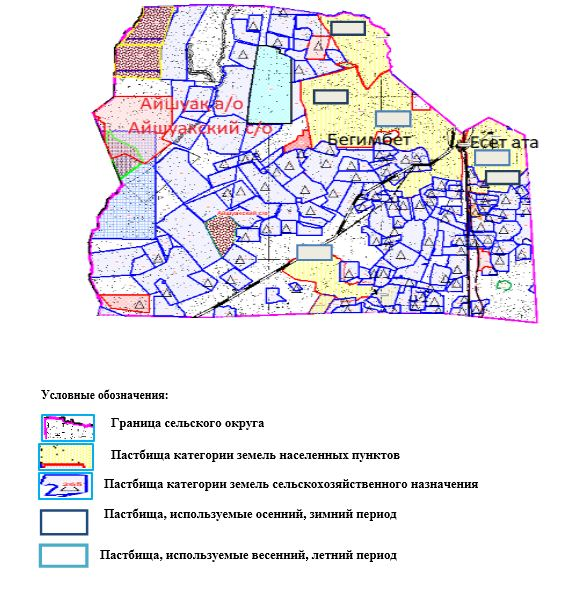 Айшуак а/о
Айшуакский с/о
Бегимбет
Есет ата
Айшуакский с/о
Условные обозначения:
Граница сельского округа
Пастбища категории земель населенных пунктов
Пастбища категории земель сельскохозяйственного назначения
Пастбища, используемые осенний, зимний период
Пастбища, используемые весенний, летний период